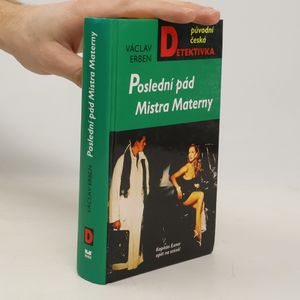 VÁCLAV
ERBEN
původní
česká
DETEKTIVKA
Poslední pád
Mistra Materny
Kapitán Exner
opět na scéně!
VÁCLAV ERBEN
Poslední pád Mistra Materny
D